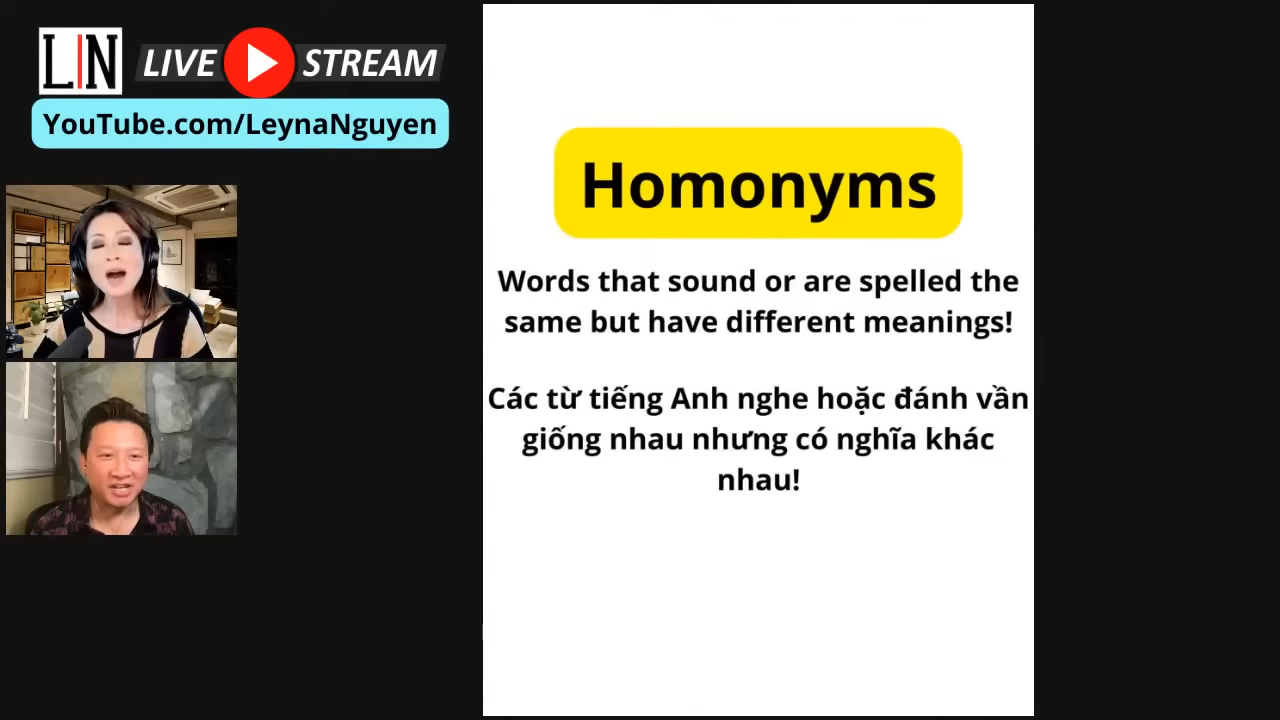 LIN LIVE STREAM
YouTube.com/LeynaNguyen
Homonyms
Words that sound or are spelled the
same but have different meanings!
Các từ tiếng Anh nghe hoặc đánh vần
giống nhau nhưng có nghĩa khác
nhau!